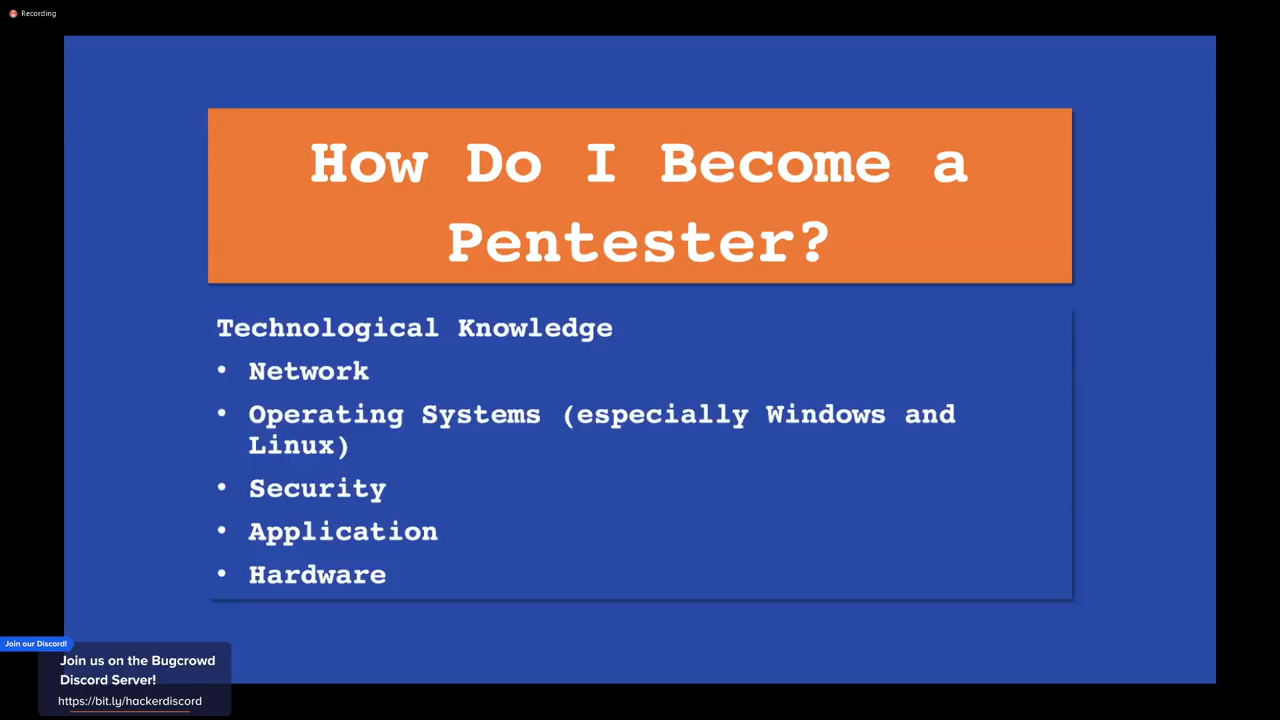 Recording
How Do I Become a
Pentester?
Technological Knowledge
• Network
• Operating Systems (especially Windows and
Linux)
• Security
• Application
• Hardware
Join our Discord!
Join us on the Bugcrowd
Discord Server!
https://bit.ly/hackerdiscord